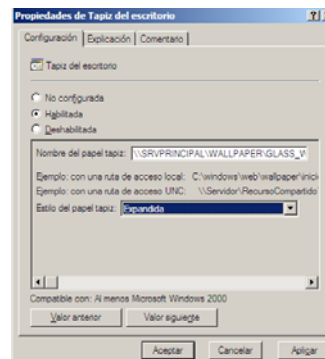 Propiedades de Tapiz del escritorio
Configuración Explicación Comentario
Tapiz del escritorio
No configurada
Habilitada
Deshabilitada
Nombre del papel tapiz: \\SRVPRINCIPAL\WALLPAPER\GLASS_W
Ejemplo: con una ruta de acceso local: C:\windows\web\wallpaper\inici
Ejemplo: con una ruta de acceso UNC: \\Servidor\RecursoCompartido\
Estilo del papel tapiz: Expandida
Compatible con: Al menos Microsoft Windows 2000
Valor anterior Valor siguiente
Aceptar Cancelar Aplicar